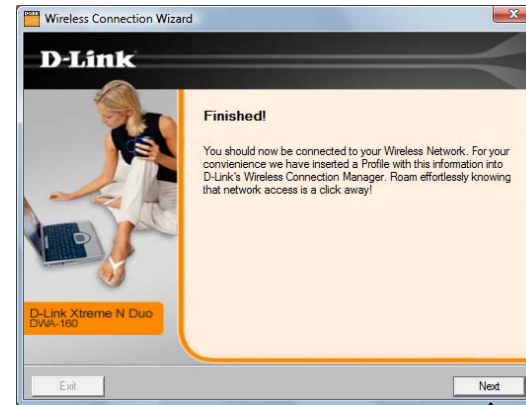 Wireless Connection Wizard
D-Link
Finished!
You should now be connected to your Wireless Network. For your
convienience we have inserted a Profile with this information into
D-Link's Wireless Connection Manager. Roam effortlessly knowing
that network access is a click away!
D-Link Xtreme N Duo
DWA-160
Exit
Next